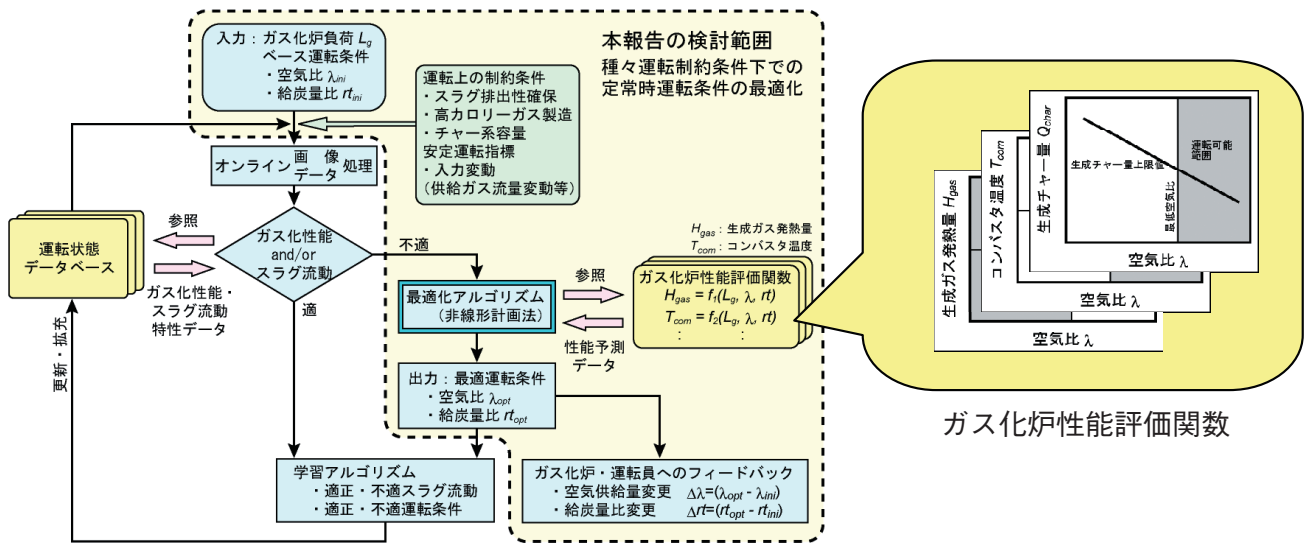 入力：ガス化炉負荷 Lg
ベース運転条件
・空気比 λini
・給炭量比 rtini
本報告の検討範囲
種々運転制約条件下での
定常時運転条件の最適化
運転上の制約条件
・スラグ排出性確保
・高カロリーガス製造
・チャー系容量
安定運転指標
・入力変動
(供給ガス流量変動等)
オンライン 画像データ 処理
ガス化性能
and/or
スラグ流動
不適
適
参照
運転状態
データベース
ガス化性能・
スラグ流動
特性データ
更新・拡充
最適化アルゴリズム
(非線形計画法)
参照
性能予測
データ
Hgas：生成ガス発熱量
Tcom：コンバスタ温度
ガス化炉性能評価関数
Hgas = f1(Lg, λ, rt)
Tcom = f2(Lg, λ, rt)
: :
出力：最適運転条件
・空気比 λopt
・給炭量比 rtopt
学習アルゴリズム
・適正・不適スラグ流動
・適正・不適運転条件
ガス化炉・運転員へのフィードバック
・空気供給量変更 Δλ=(λopt - λini)
・給炭量比変更 Δrt=(rtopt - rtini)
生成チャー量 Qchar
生成チャー量上限値
最低空気比
運転可能
範囲
空気比 λ
コンバスタ温度 Tcom
空気比 λ
生成ガス発熱量 Hgas
空気比 λ
ガス化炉性能評価関数